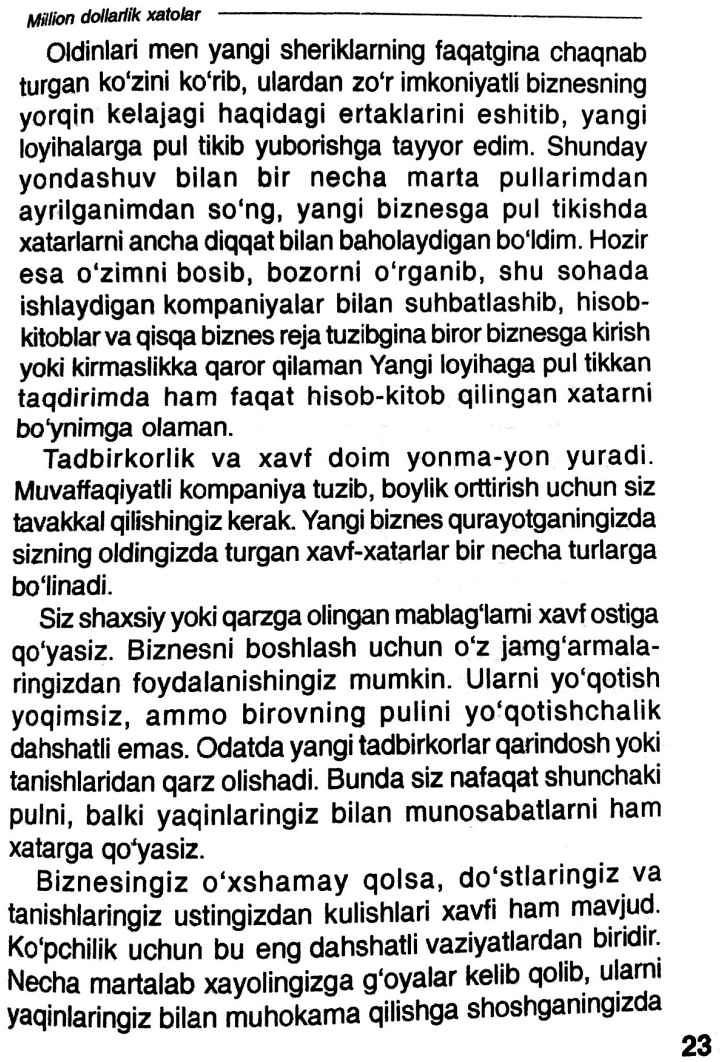 Million dollarlik xatolar
Oldinlari men yangi sheriklarning faqatgina chaqnab
turgan ko‘zini ko‘rib, ulardan zo‘r imkoniyatli biznesning
yorqin kelajagi haqidagi ertaklarini eshitib, yangi
loyihalarga pul tikib yuborishga tayyor edim. Shunday
yondashuv bilan bir necha marta pullarimdan
ayrilganimdan so‘ng, yangi biznesga pul tikishda
xatarlarni ancha diqqat bilan baholaydigan bo‘ldim. Hozir
esa o‘zimni bosib, bozorni o‘rganib, shu sohada
ishlaydigan kompaniyalar bilan suhbatlashib, hisob-
kitoblar va qisqa biznes reja tuzibgina biror biznesga kirish
yoki kirmaslikka qaror qilaman Yangi loyihaga pul tikkan
taqdirimda ham faqat hisob-kitob qilingan xatarni
bo‘ynimga olaman.
Tadbirkorlik va xavf doim yonma-yon yuradi.
Muvaffaqiyatli kompaniya tuzib, boylik orttirish uchun siz
tavakkal qilishingiz kerak. Yangi biznes qurayotganingizda
sizning oldingizda turgan xavf-xatarlar bir necha turlarga
bo‘linadi.
Siz shaxsiy yoki qarzga olingan mablag‘larni xavf ostiga
qo‘yasiz. Biznesni boshlash uchun o‘z jamg‘armala-
ringizdan foydalanishingiz mumkin. Ularni yo‘qotish
yoqimsiz, ammo birovning pulini yo‘qotishchalik
dahshatli emas. Odatda yangi tadbirkorlar qarindosh yoki
tanishlaridan qarz olishadi. Bunda siz nafaqat shunchaki
pulni, balki yaqinlaringiz bilan munosabatlarni ham
xatarga qo‘yasiz.
Biznesingiz o‘xshamay qolsa, do‘stlaringiz va
tanishlaringiz ustingizdan kulishlari xavfi ham mavjud.
Ko‘pchilik uchun bu eng dahshatli vaziyatlardan biridir.
Necha martalab xayolingizga g‘oyalar kelib qolib, ularni
yaqinlaringiz bilan muhokama qilishga shoshganingizda
23